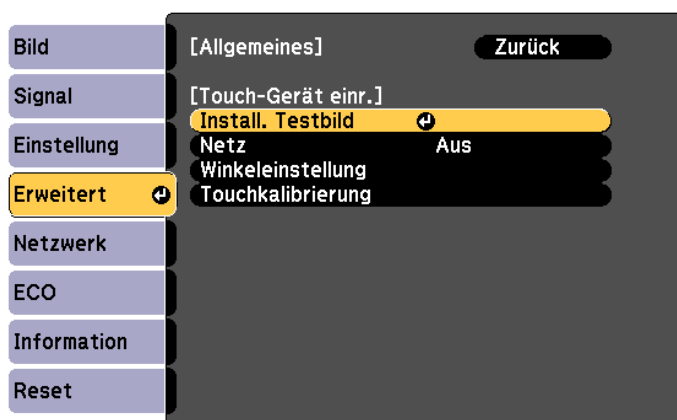 Bild
Signal
Einstellung
Erweitert
Netzwerk
ECO
Information
Reset
[Allgemeines] Zurück
[Touch-Gerät einr.]
Install. Testbild
Netz Aus
Winkeleinstellung
Touchkalibrierung